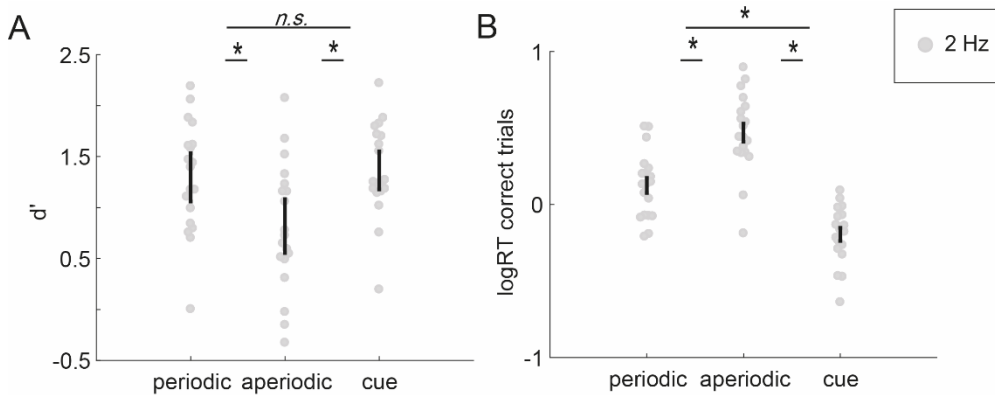 A
n.s.
*
*
2.5
1.5
0.5
-0.5
d'
periodic aperiodic cue
B
*
*
*
1
0
-1
logRT correct trials
periodic aperiodic cue
2 Hz